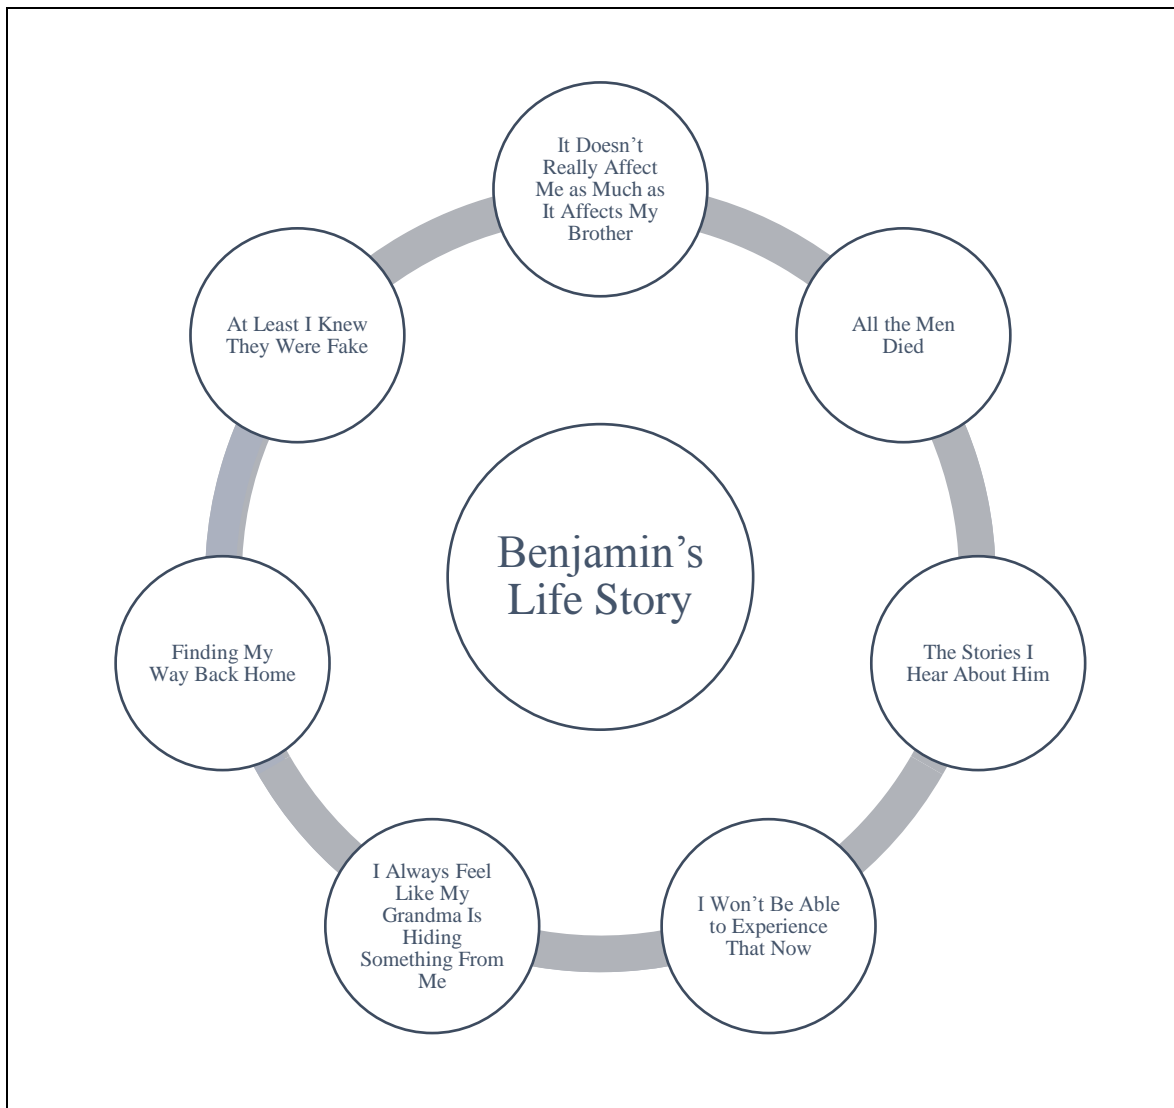 It Doesn’t
Really Affect
Me as Much as
It Affects My
Brother
All the Men
Died
The Stories I
Hear About Him
I Won’t Be Able
to Experience
That Now
I Always Feel
Like My
Grandma Is
Hiding
Something From
Me
Finding My
Way Back Home
At Least I Knew
They Were Fake
Benjamin’s
Life Story